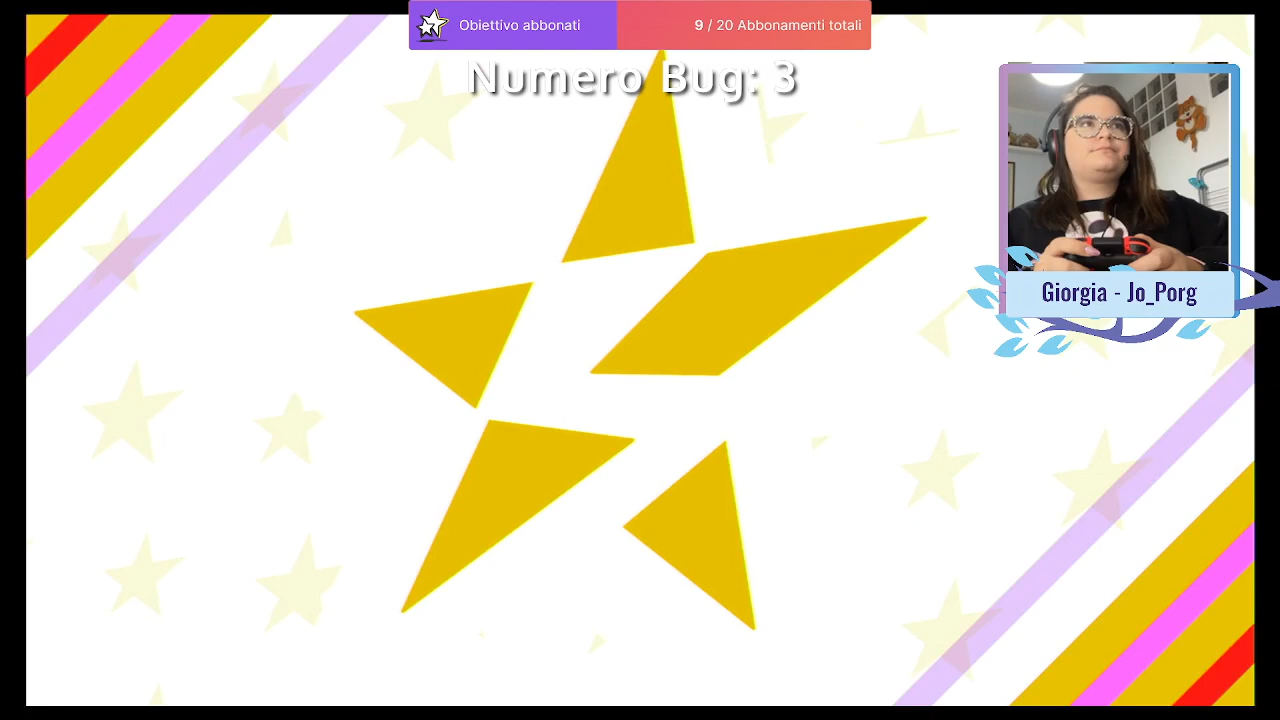 Obiettivo abbonati
9 / 20 Abbonamenti totali
Numero Bug: 3
Giorgia - Jo_Porg